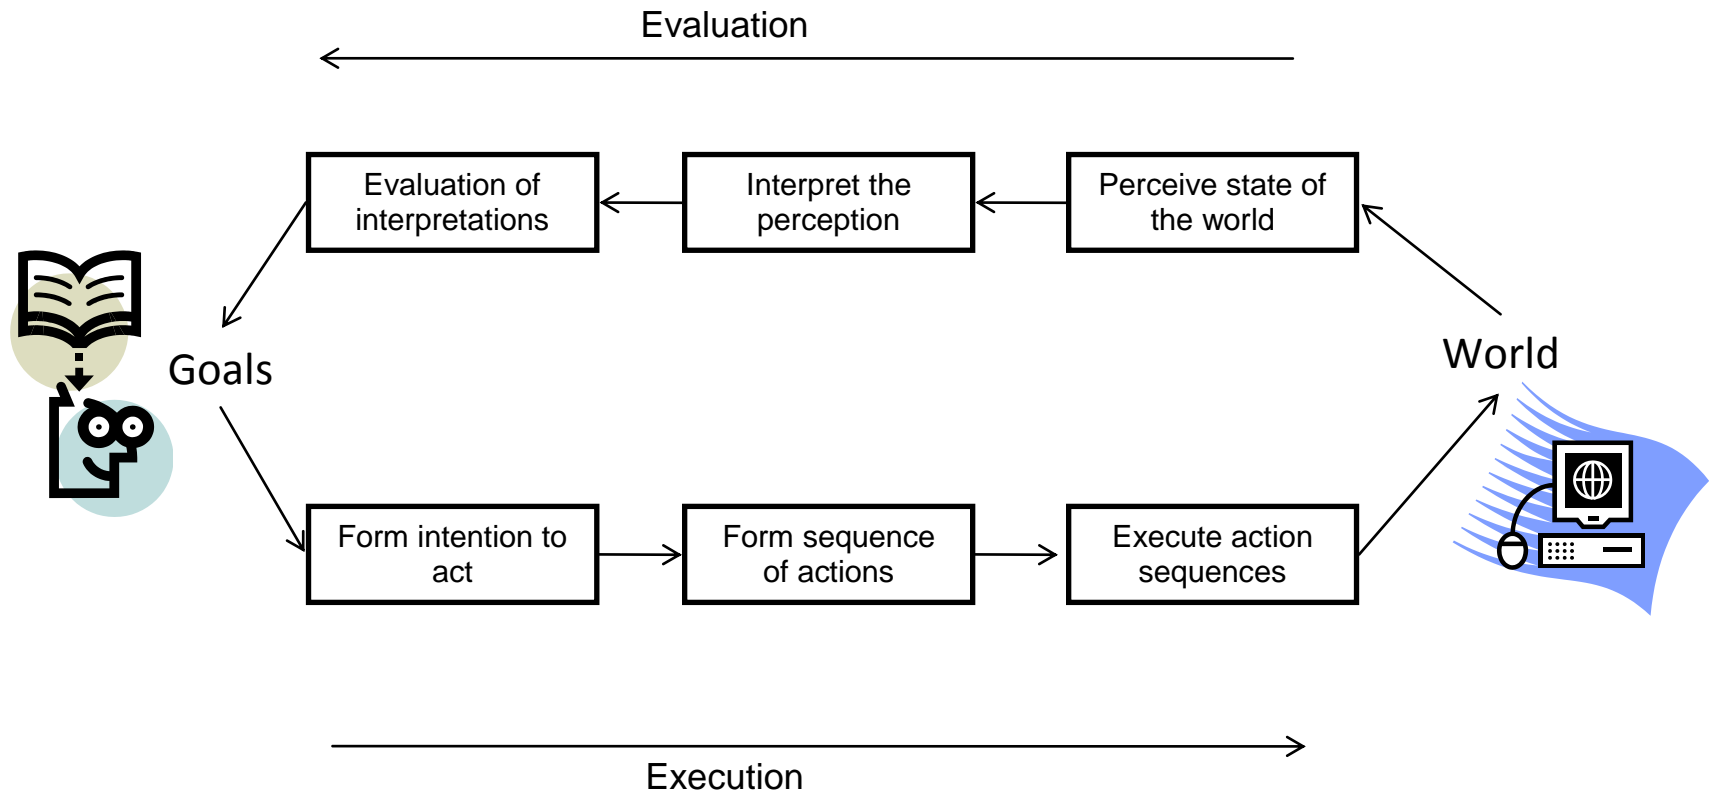 Evaluation
Evaluation of
interpretations
Interpret the
perception
Perceive state of
the world
Goals
World
Form intention to
act
Form sequence
of actions
Execute action
sequences
Execution